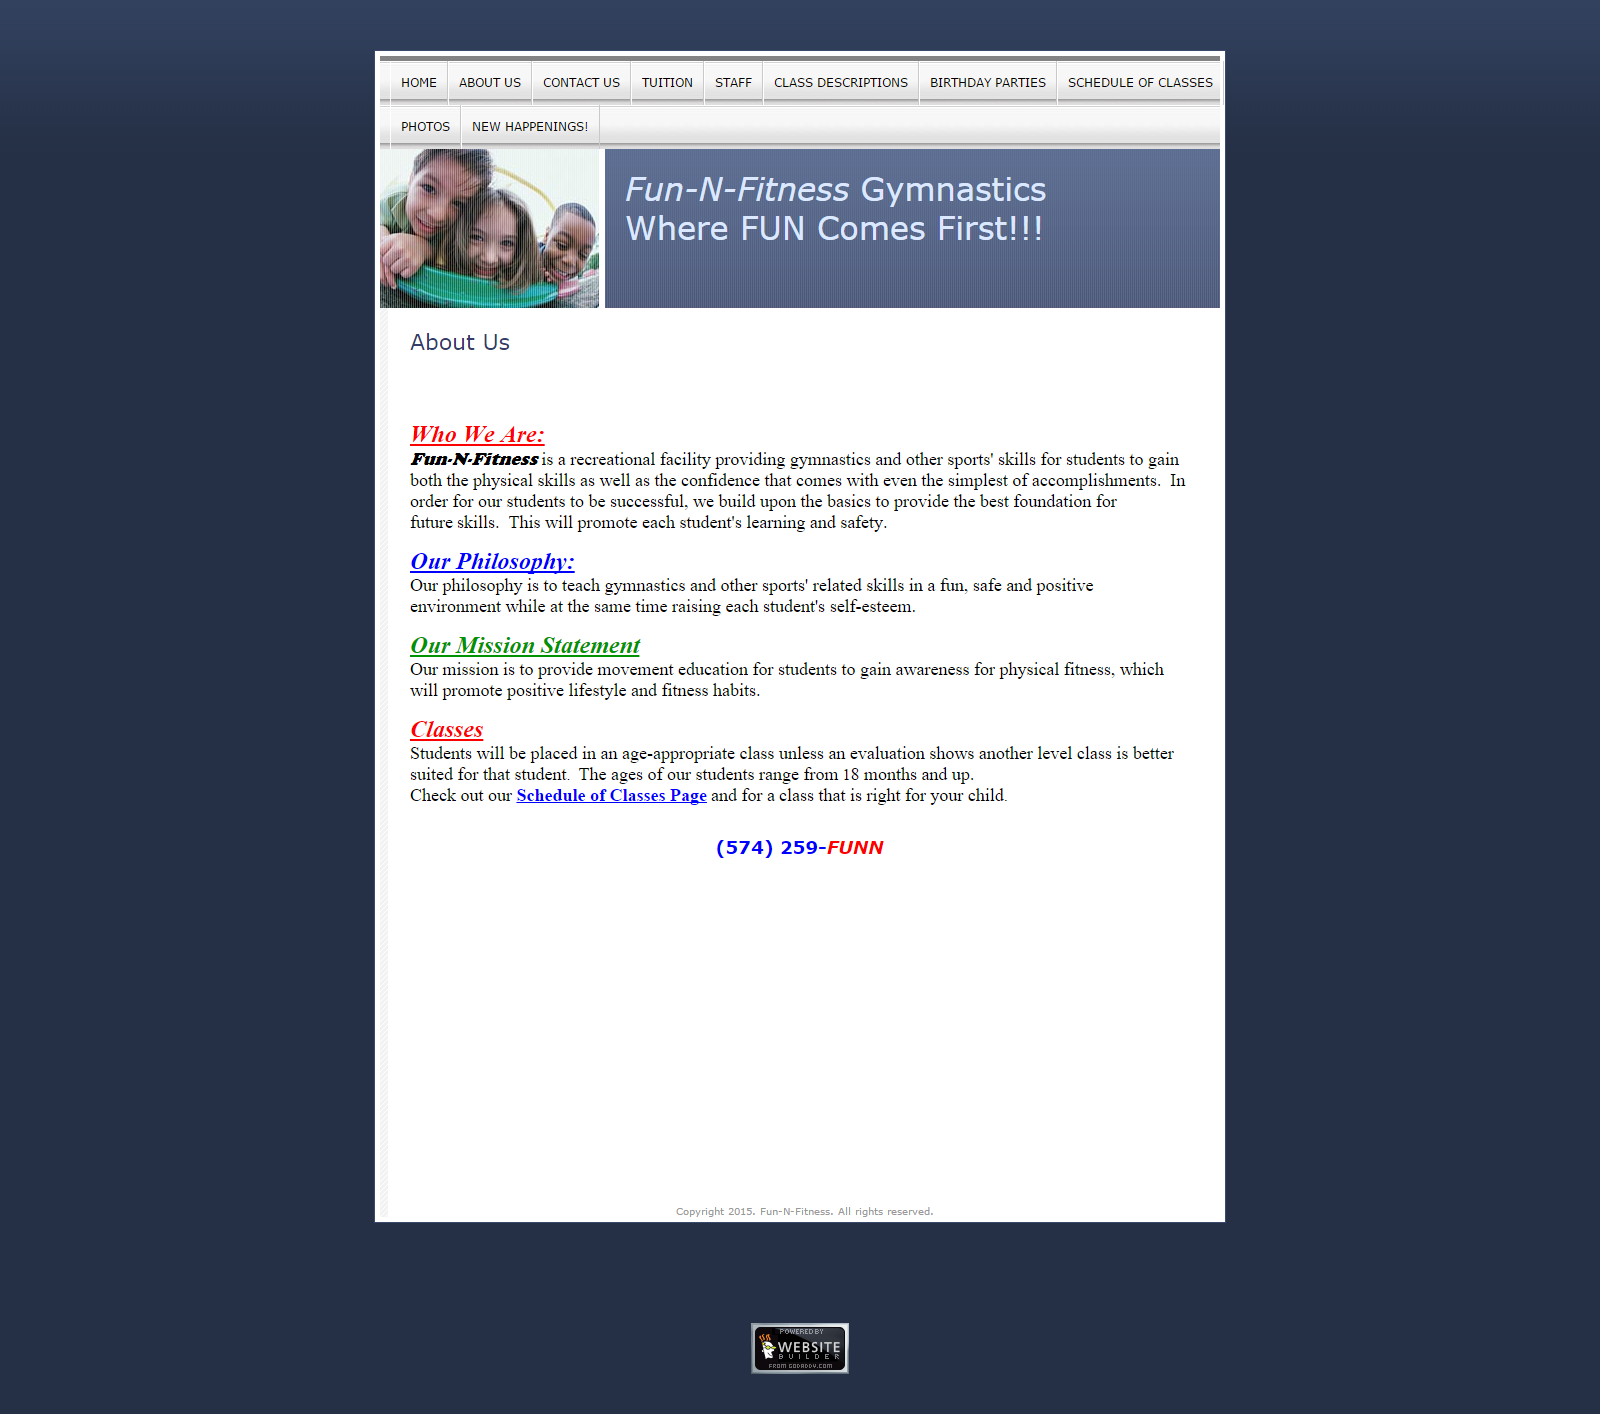 HOME ABOUT US CONTACT US TUITION STAFF CLASS DESCRIPTIONS BIRTHDAY PARTIES SCHEDULE OF CLASSES
PHOTOS NEW HAPPENINGS!
Fun-N-Fitness Gymnastics
Where FUN Comes First!!!
About Us
Who We Are:
Fun-N-Fitness is a recreational facility providing gymnastics and other sports' skills for students to gain
both the physical skills as well as the confidence that comes with even the simplest of accomplishments.  In
order for our students to be successful, we build upon the basics to provide the best foundation for
future skills.  This will promote each student's learning and safety.
Our Philosophy:
Our philosophy is to teach gymnastics and other sports' related skills in a fun, safe and positive
environment while at the same time raising each student's self-esteem.
Our Mission Statement
Our mission is to provide movement education for students to gain awareness for physical fitness, which
will promote positive lifestyle and fitness habits.
Classes
Students will be placed in an age-appropriate class unless an evaluation shows another level class is better
suited for that student.  The ages of our students range from 18 months and up.
Check out our Schedule of Classes Page and for a class that is right for your child.
(574) 259-FUNN
Copyright 2015. Fun-N-Fitness. All rights reserved.
POWERED BY
WEBSITE
BUILDER
FROM GODADDY.COM